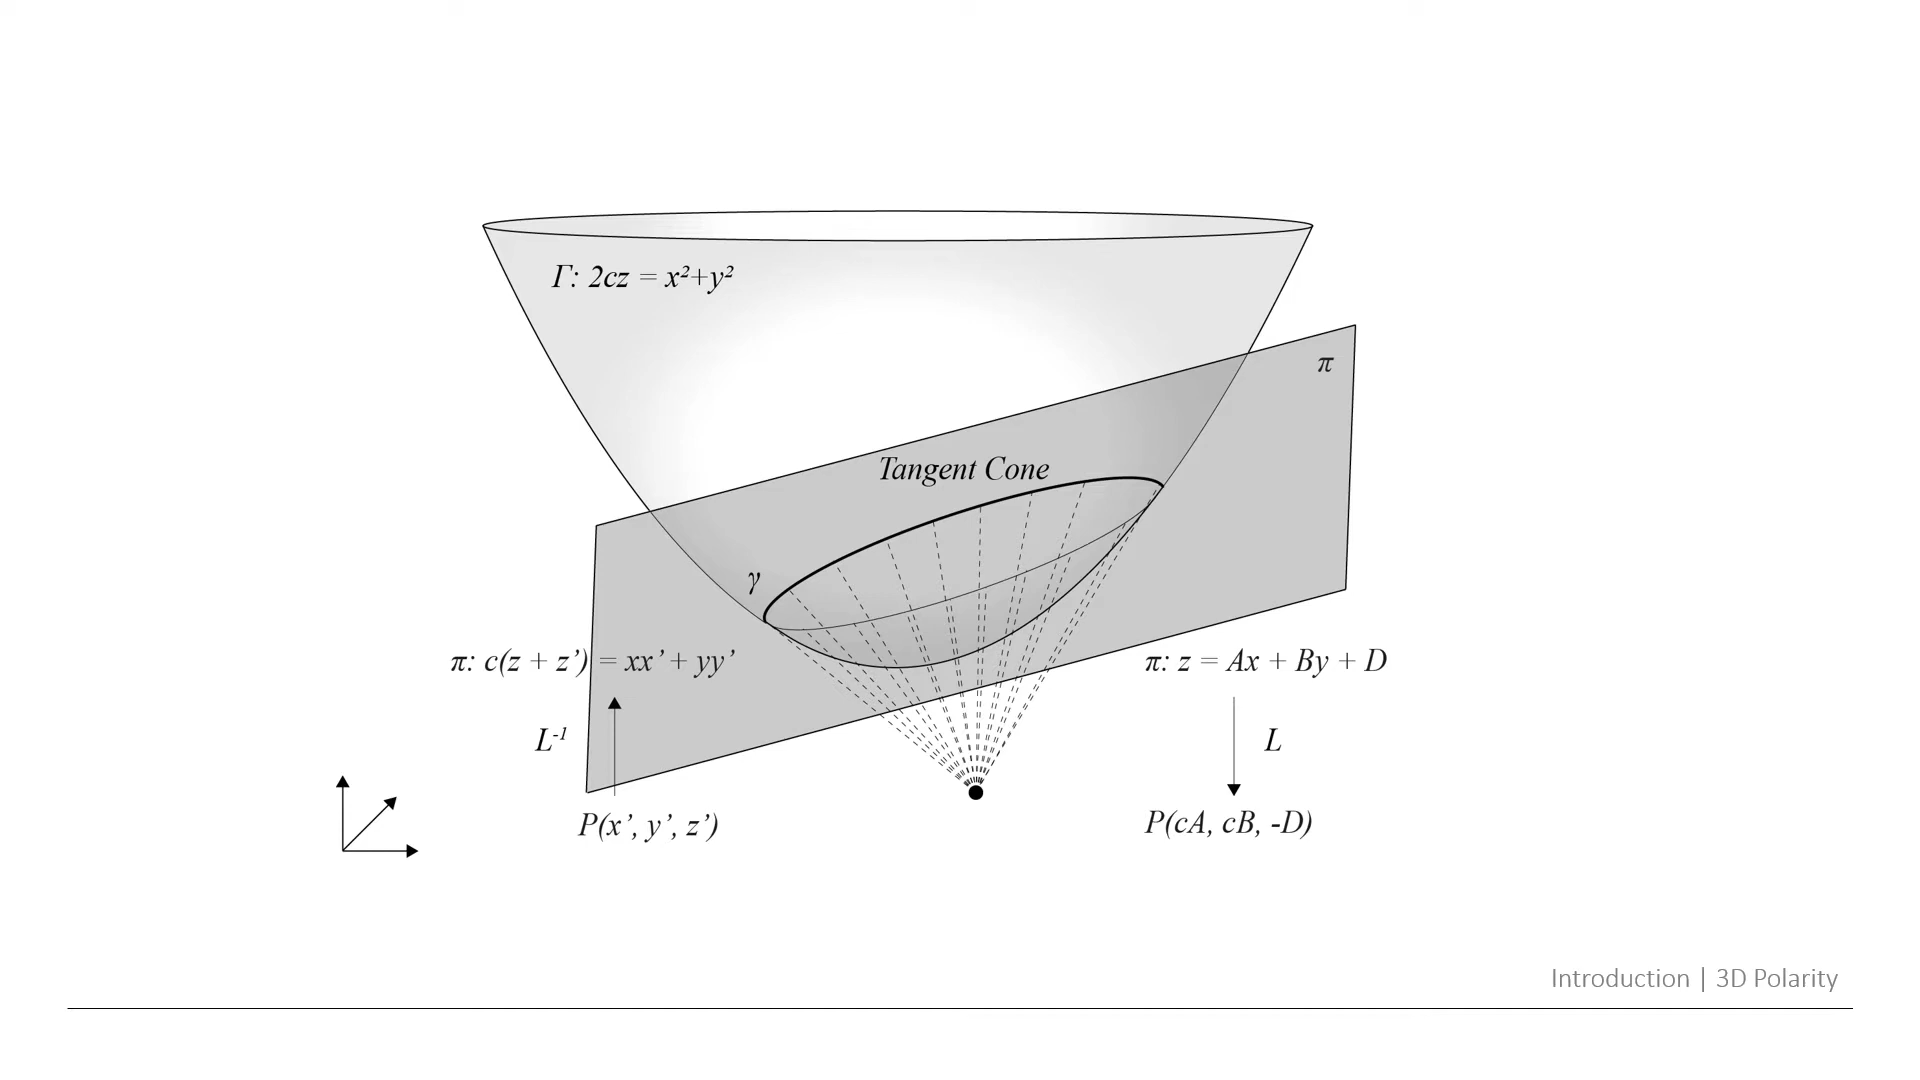 Γ: 2cz = x²+y²
π
Tangent Cone
γ
π: c(z + z’) = xx’ + yy’
π: z = Ax + By + D
L⁻¹
L
P(x’, y’, z’)
P(cA, cB, -D)
Introduction | 3D Polarity